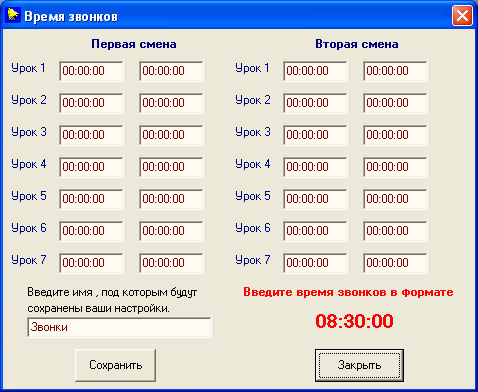 Время звонков
Первая смена Вторая смена
Урок 1 00:00:00 00:00:00 Урок 1 00:00:00 00:00:00
Урок 2 00:00:00 00:00:00 Урок 2 00:00:00 00:00:00
Урок 3 00:00:00 00:00:00 Урок 3 00:00:00 00:00:00
Урок 4 00:00:00 00:00:00 Урок 4 00:00:00 00:00:00
Урок 5 00:00:00 00:00:00 Урок 5 00:00:00 00:00:00
Урок 6 00:00:00 00:00:00 Урок 6 00:00:00 00:00:00
Урок 7 00:00:00 00:00:00 Урок 7 00:00:00 00:00:00
Введите имя , под которым будут
сохранены ваши настройки.
Звонки
Введите время звонков в формате
08:30:00
Сохранить Закрыть